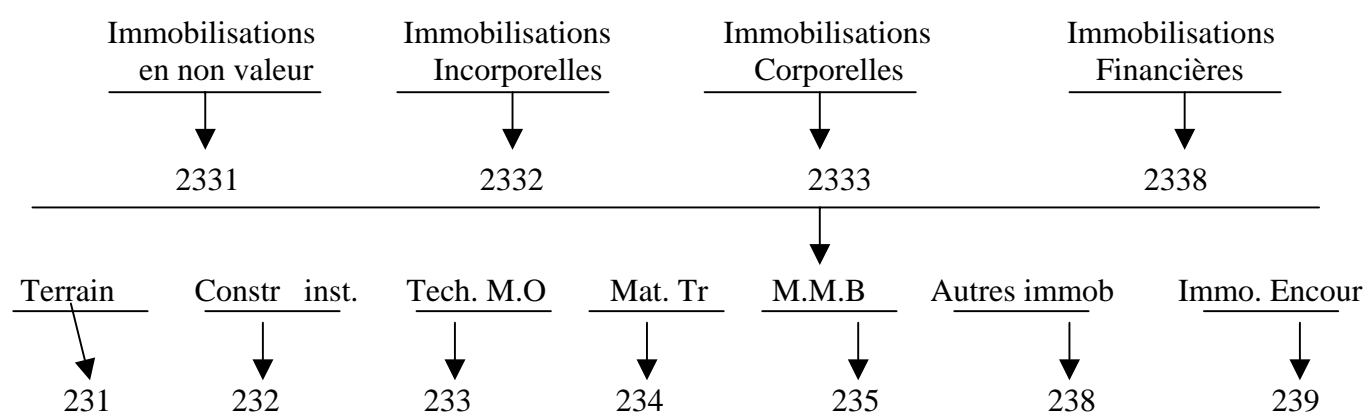 Immobilisations Immobilisations Immobilisations Immobilisations
en non valeur Incorporelles Corporelles Financières
2331 2332 2333 2338
Terrain Constr inst. Tech. M.O Mat. Tr M.M.B Autres immob Immo. Encour
231 232 233 234 235 238 239